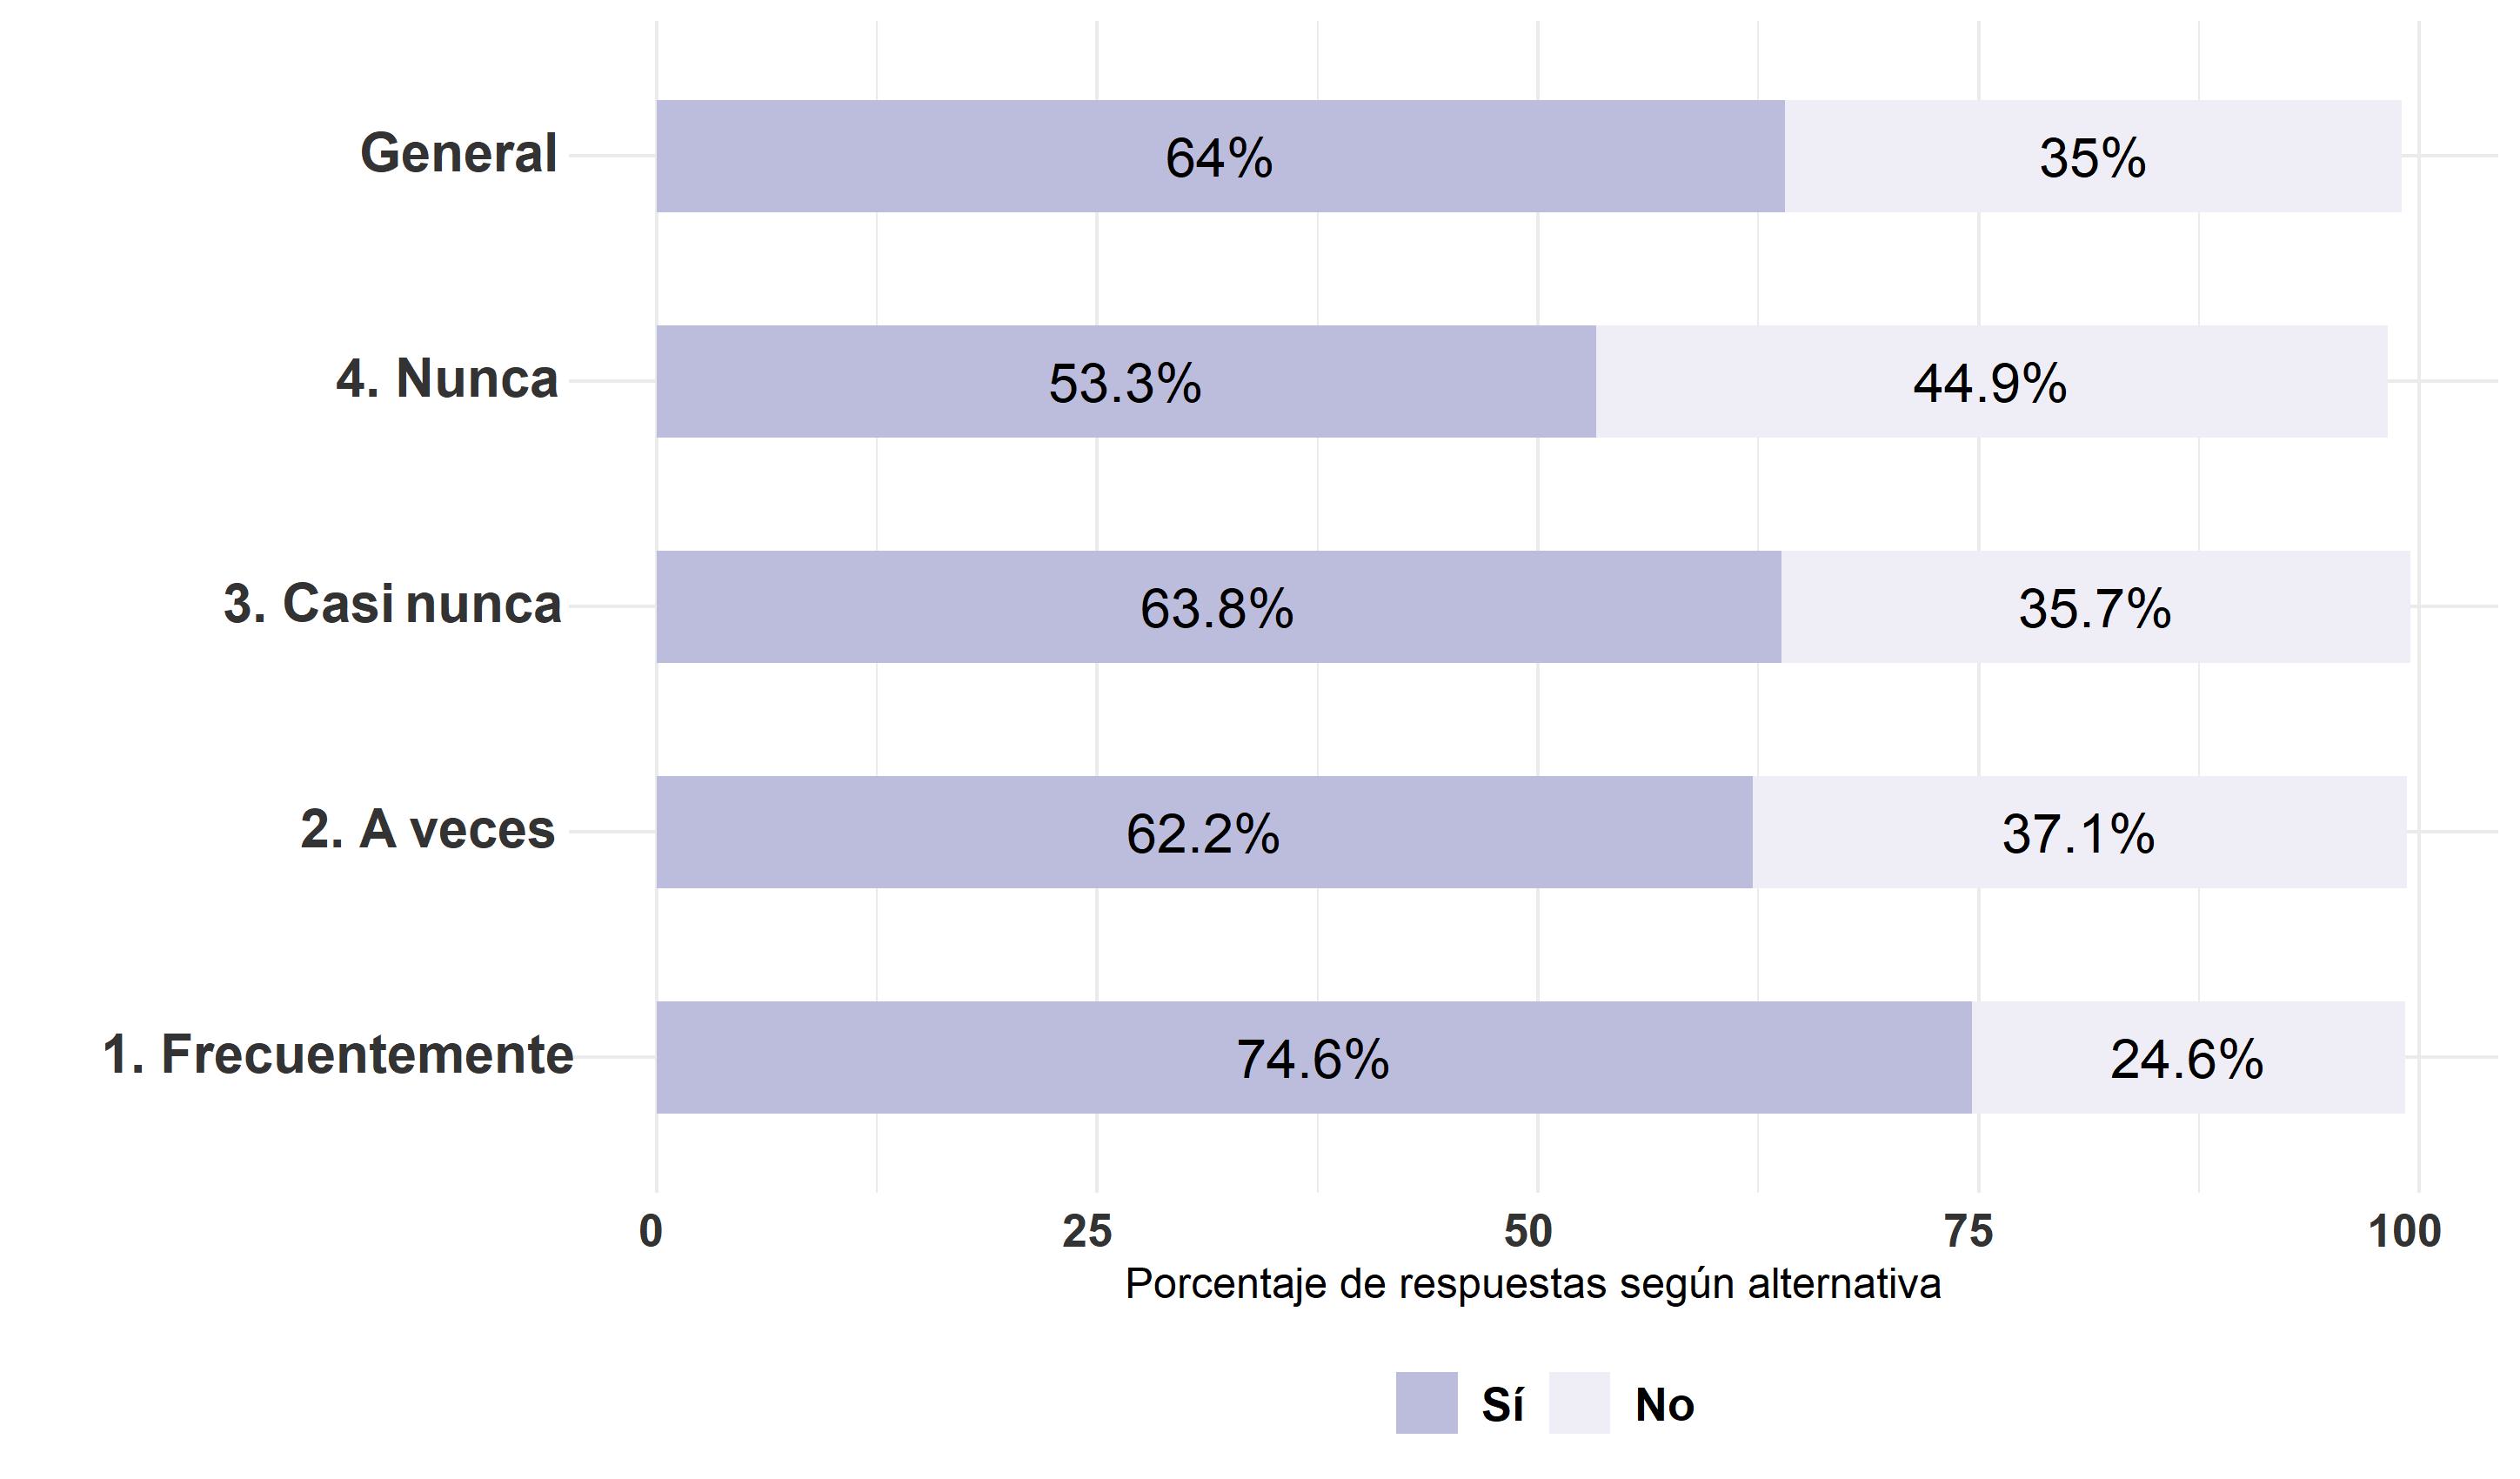 General 64% 35%
4. Nunca 53.3% 44.9%
3. Casi nunca 63.8% 35.7%
2. A veces 62.2% 37.1%
1. Frecuentemente 74.6% 24.6%
0 25 50 75 100
Porcentaje de respuestas según alternativa
Sí No